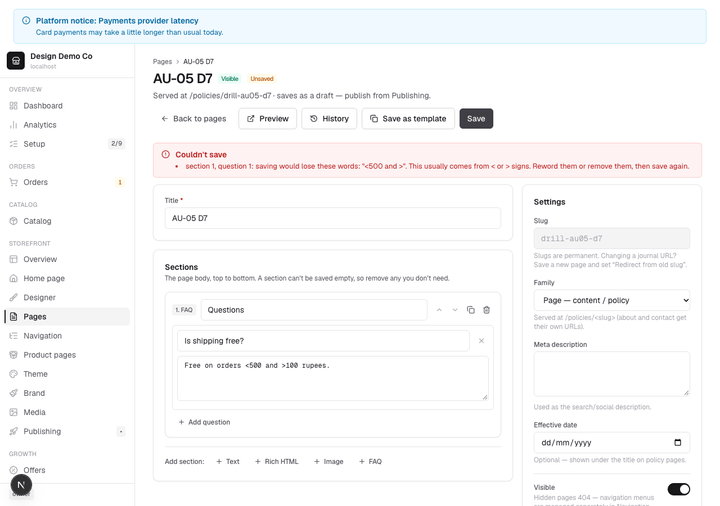 Platform notice: Payments provider latency
Card payments may take a little longer than usual today.
Design Demo Co
localhost
OVERVIEW
Dashboard
Analytics
Setup 2/9
ORDERS
Orders 1
CATALOG
Catalog
STOREFRONT
Overview
Home page
Designer
Pages
Navigation
Product pages
Theme
Brand
Media
Publishing
GROWTH
Offers
N
Pages > AU-05 D7
AU-05 D7 Visible Unsaved
Served at /policies/drill-au05-d7 · saves as a draft — publish from Publishing.
Back to pages Preview History Save as template Save
Couldn't save
• section 1, question 1: saving would lose these words: "<500 and >". This usually comes from < or > signs. Reword them or remove them, then save again.
Title *
AU-05 D7
Sections
The page body, top to bottom. A section can't be saved empty, so remove any you don't need.
1. FAQ Questions
Is shipping free?
Free on orders <500 and >100 rupees.
+ Add question
Add section: + Text + Rich HTML + Image + FAQ
Settings
Slug
drill-au05-d7
Slugs are permanent. Changing a journal URL?
Save a new page and set "Redirect from old slug".
Family
Page — content / policy
Served at /policies/<slug> (about and contact get
their own URLs).
Meta description
Used as the search/social description.
Effective date
dd/mm/yyyy
Optional — shown under the title on policy pages.
Visible
Hidden pages 404 — navigation menus